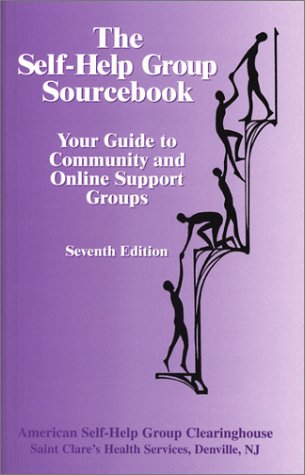 The
Self-Help Group
Sourcebook
Your Guide to
Community and
Online Support
Groups
Seventh Edition
American Self-Help Group Clearinghouse
Saint Clare's Health Services, Denville, NJ